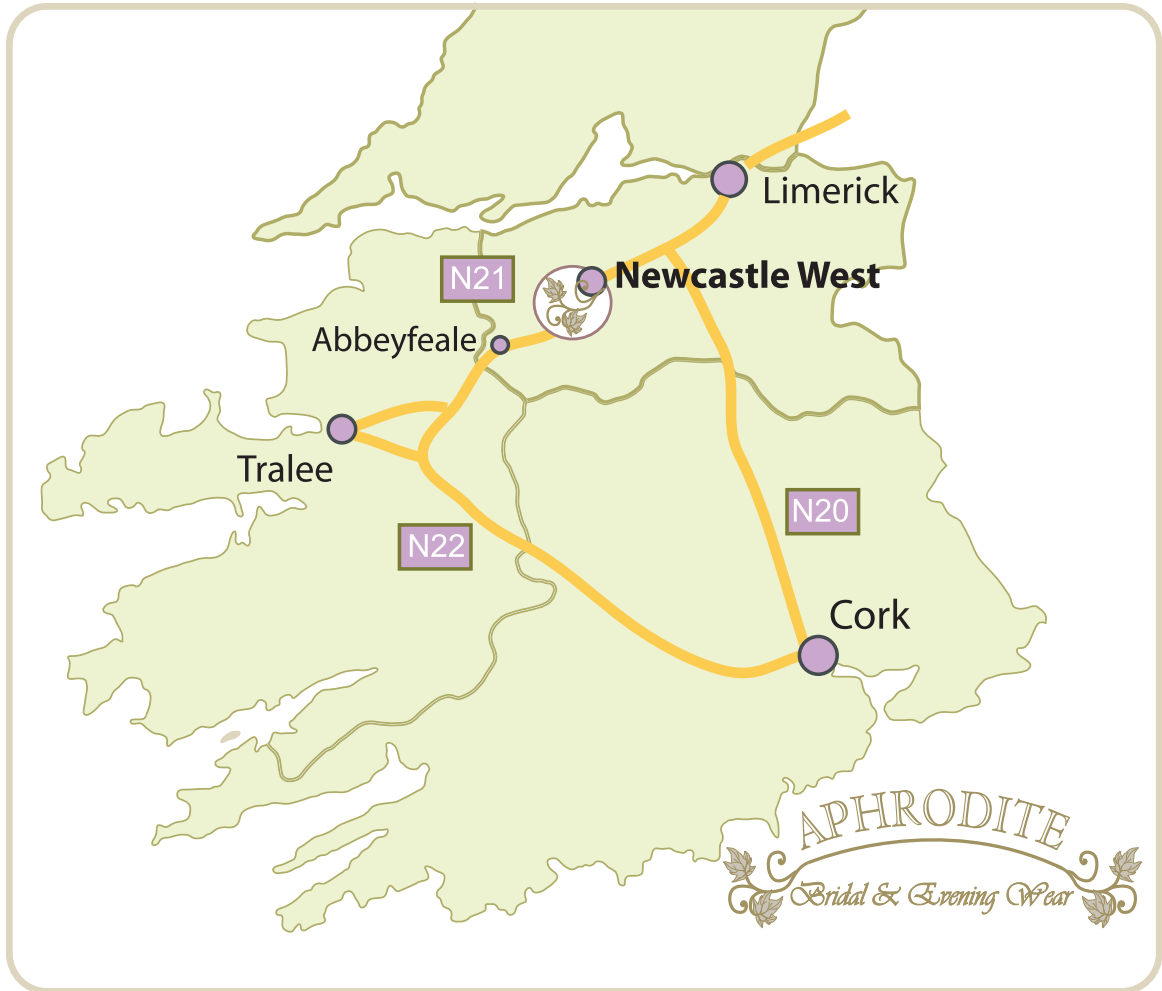 Limerick
Newcastle West
N21
Abbeyfeale
Tralee
N20
N22
Cork
APHRODITE
Bridal & Evening Wear